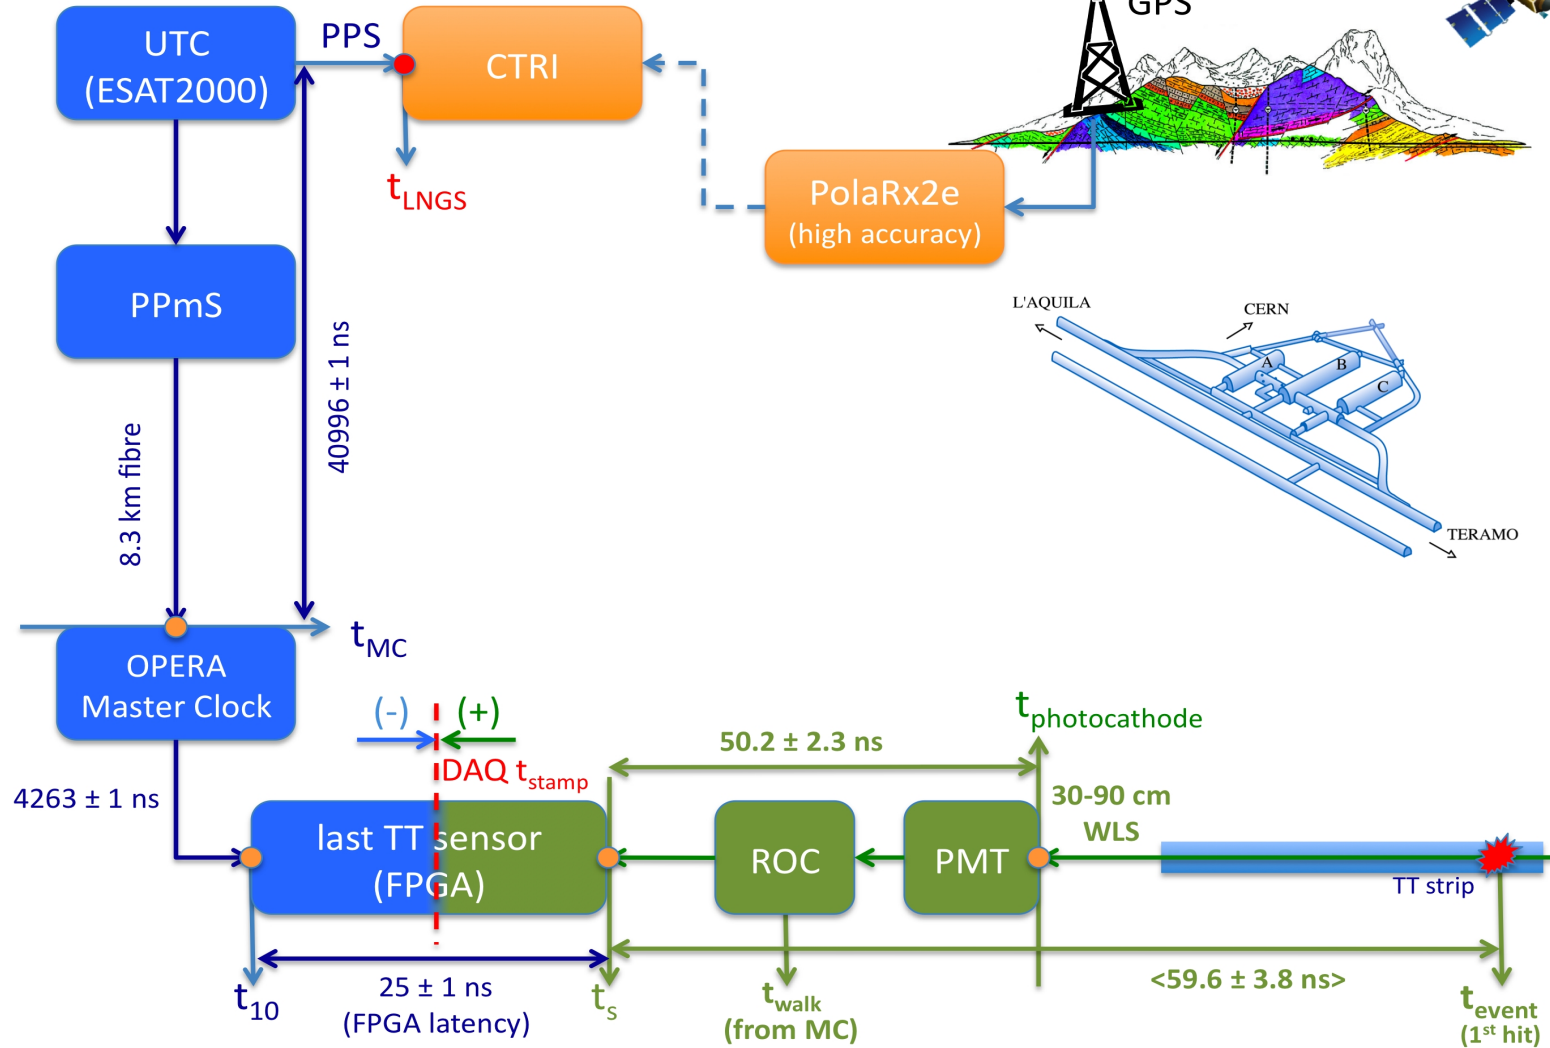 GPS
UTC
(ESAT2000)
PPS
CTRI
tLNGS
PolaRx2e
(high accuracy)
PPmS
40996 ± 1 ns
8.3 km fibre
L'AQUILA
CERN
A
B
C
TERAMO
tMC
OPERA
Master Clock
(-)
(+)
DAQ tstamp
4263 ± 1 ns
50.2 ± 2.3 ns
tphotocathode
30-90 cm
WLS
last TT sensor
(FPGA)
ROC
PMT
TT strip
t10
25 ± 1 ns
(FPGA latency)
ts
twalk
(from MC)
<59.6 ± 3.8 ns>
tevent
(1st hit)